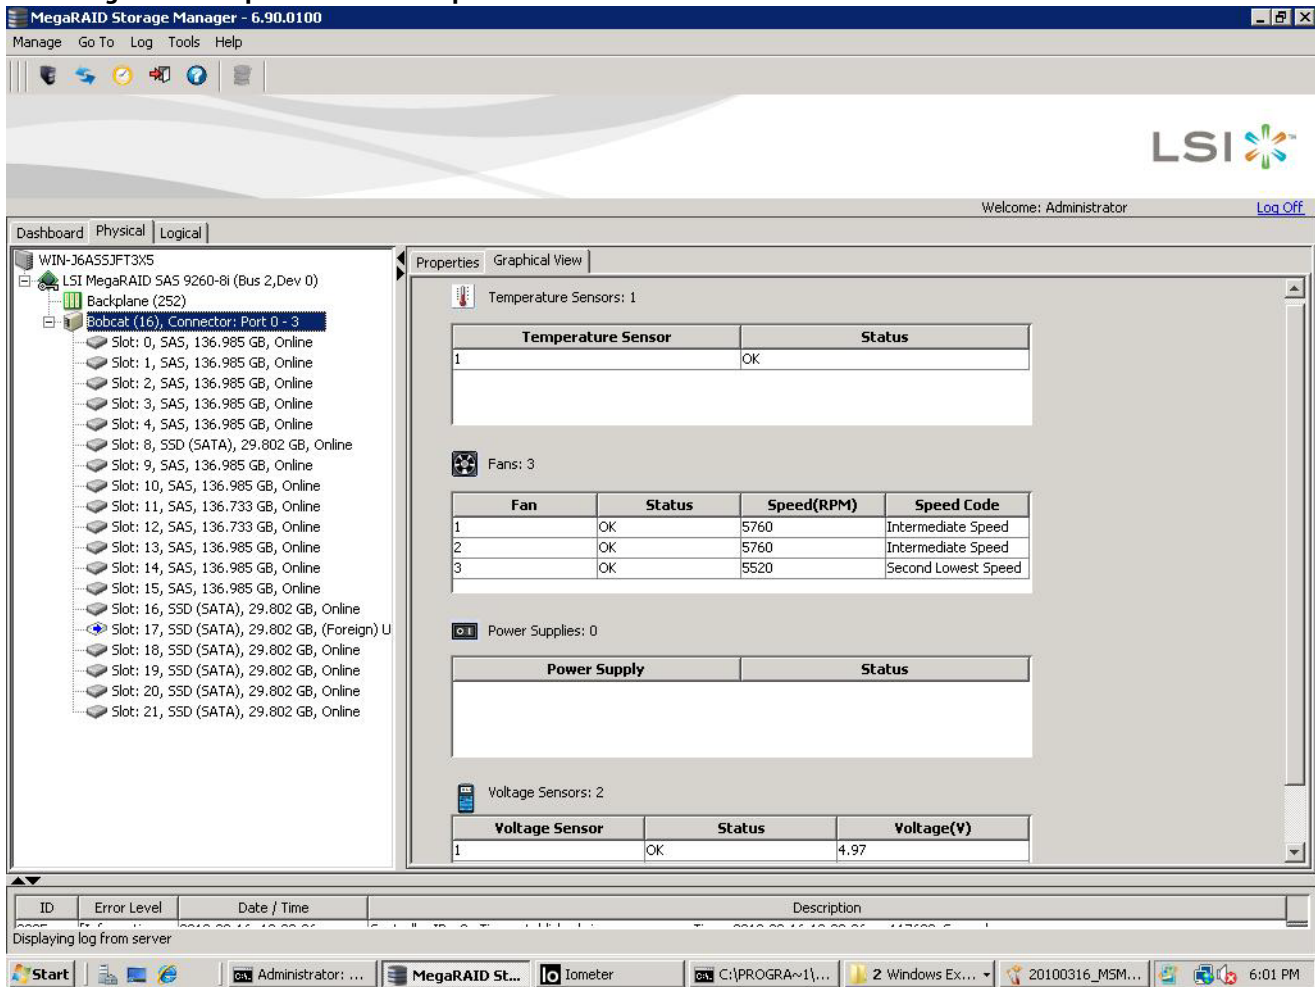 MegaRAID Storage Manager - 6.90.0100
Manage Go To Log Tools Help
LSI
Welcome: Administrator Log Off
Dashboard Physical Logical
WIN-J6ASSJFT3X5
LSI MegaRAID SAS 9260-8i (Bus 2,Dev 0)
Backplane (252)
Bobcat (16), Connector: Port 0 - 3
Slot: 0, SAS, 136.985 GB, Online
Slot: 1, SAS, 136.985 GB, Online
Slot: 2, SAS, 136.985 GB, Online
Slot: 3, SAS, 136.985 GB, Online
Slot: 4, SAS, 136.985 GB, Online
Slot: 8, SSD (SATA), 29.802 GB, Online
Slot: 9, SAS, 136.985 GB, Online
Slot: 10, SAS, 136.985 GB, Online
Slot: 11, SAS, 136.733 GB, Online
Slot: 12, SAS, 136.733 GB, Online
Slot: 13, SAS, 136.985 GB, Online
Slot: 14, SAS, 136.985 GB, Online
Slot: 15, SAS, 136.985 GB, Online
Slot: 16, SSD (SATA), 29.802 GB, Online
Slot: 17, SSD (SATA), 29.802 GB, (Foreign) U
Slot: 18, SSD (SATA), 29.802 GB, Online
Slot: 19, SSD (SATA), 29.802 GB, Online
Slot: 20, SSD (SATA), 29.802 GB, Online
Slot: 21, SSD (SATA), 29.802 GB, Online
Properties Graphical View
Temperature Sensors: 1
Temperature Sensor Status
1 OK
Fans: 3
Fan Status Speed(RPM) Speed Code
1 OK 5760 Intermediate Speed
2 OK 5760 Intermediate Speed
3 OK 5520 Second Lowest Speed
Power Supplies: 0
Power Supply Status
Voltage Sensors: 2
Voltage Sensor Status Voltage(V)
1 OK 4.97
ID Error Level Date / Time Description
Displaying log from server
Start Administrator: ... MegaRAID St... Iometer C:\PROGRA~1\... 2 Windows Ex... 20100316_MSM... 6:01 PM